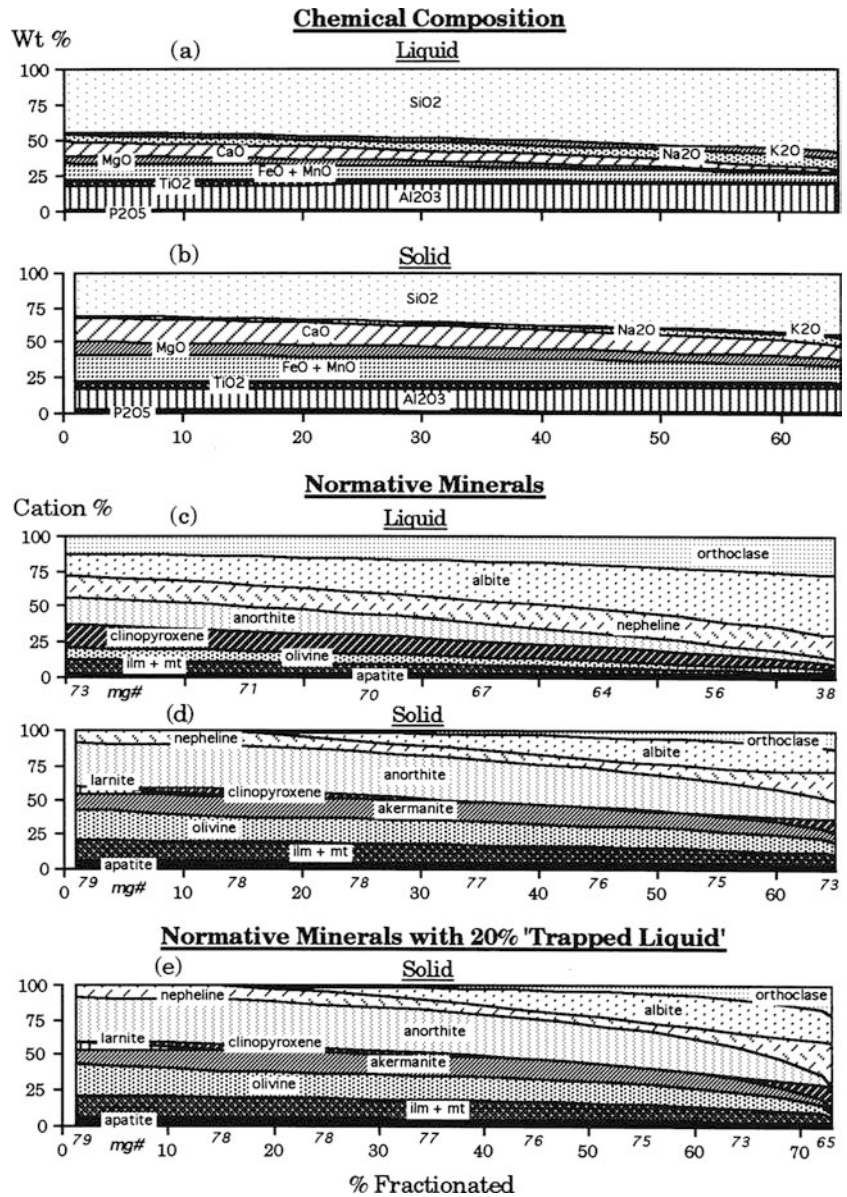 Chemical Composition
Wt %
(a)
Liquid
100
75
50
25
0
SiO2
CaO
Na2O
K2O
MgO
FeO + MnO
TiO2
Al2O3
P2O5
0 10 20 30 40 50 60
(b)
Solid
100
75
50
25
0
SiO2
Na2O
K2O
CaO
MgO
FeO + MnO
TiO2
Al2O3
P2O5
0 10 20 30 40 50 60
Normative Minerals
Cation %
(c)
Liquid
100
75
50
25
0
orthoclase
albite
nepheline
anorthite
clinopyroxene
olivine
ilm + mt
apatite
73 mg# 71 70 67 64 56 38
(d)
Solid
100
75
50
25
0
nepheline
orthoclase
albite
anorthite
larnite
clinopyroxene
akermanite
olivine
ilm + mt
apatite
79 mg# 78 78 77 76 75 73
0 10 20 30 40 50 60
Normative Minerals with 20% 'Trapped Liquid'
(e)
Solid
100
75
50
25
0
nepheline
orthoclase
albite
anorthite
larnite
clinopyroxene
akermanite
olivine
ilm + mt
apatite
79 mg# 78 78 77 76 75 73 65
0 10 20 30 40 50 60 70
% Fractionated